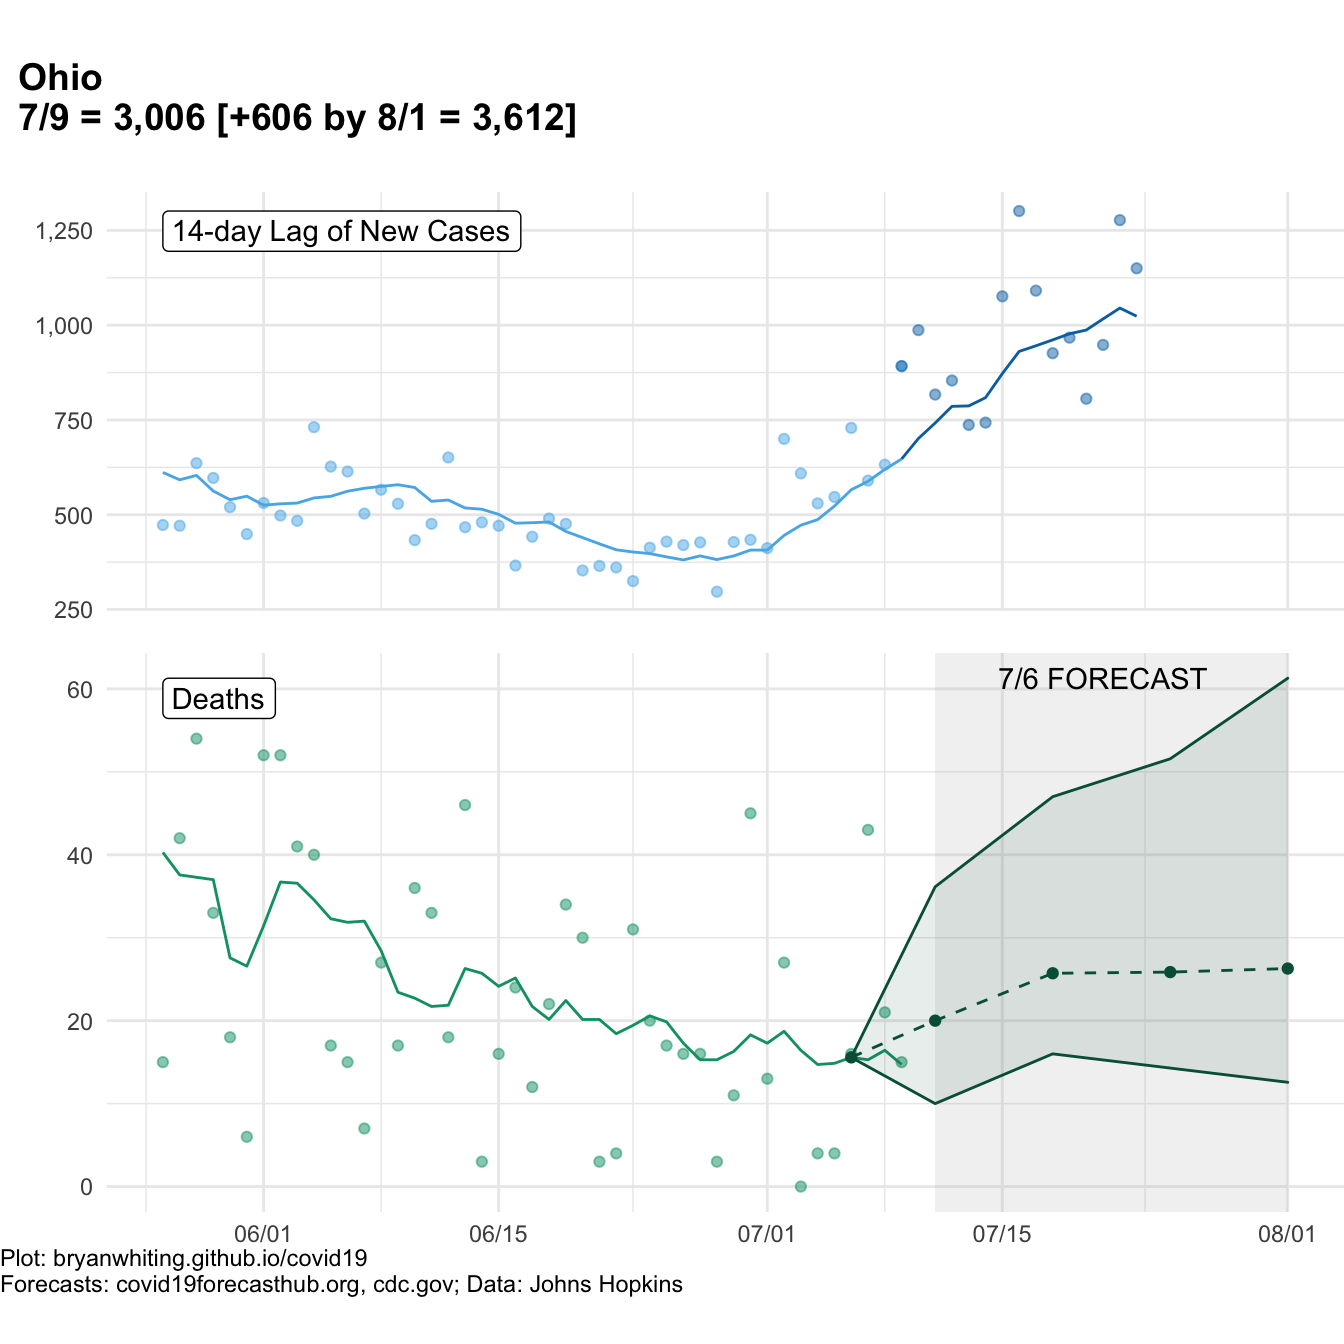 Ohio
7/9 = 3,006 [+606 by 8/1 = 3,612]
14-day Lag of New Cases
1,250
1,000
750
500
250
Deaths
7/6 FORECAST
60
40
20
0
06/01 06/15 07/01 07/15 08/01
Plot: bryanwhiting.github.io/covid19
Forecasts: covid19forecasthub.org, cdc.gov; Data: Johns Hopkins